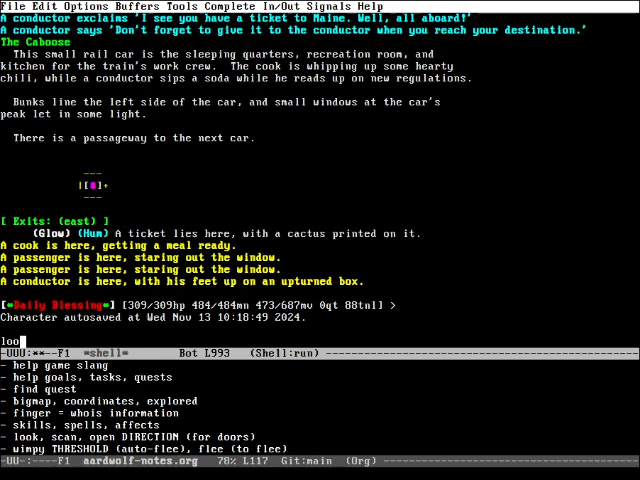 File Edit Options Buffers Tools Complete In/Out Signals Help
A conductor exclaims 'I see you have a ticket to Maine. Well, all aboard!'
A conductor says 'Don't forget to give it to the conductor when you reach your destination.'
The Caboose
This small rail car is the sleeping quarters, recreation room, and
kitchen for the train's work crew. The cook is whipping up some hearty
chili, while a conductor sips a soda while he reads up on new regulations.
Bunks line the left side of the car, and small windows at the car's
peak let in some light.
There is a passageway to the next car.
---
|[■]+
---
[ Exits: (east) ]
(Glow) (Hum) A ticket lies here, with a cactus printed on it.
A cook is here, getting a meal ready.
A passenger is here, staring out the window.
A passenger is here, staring out the window.
A conductor is here, with his feet up on an upturned box.
[*Daily Blessing*] [309/309hp 484/484mn 473/687mv 0qt 88tnl] >
Character autosaved at Wed Nov 13 10:18:49 2024.
loo
-UUU:**--F1 *shell* Bot L993 (Shell:run) ----------------------------------------------------
- help game slang
- help goals, tasks, quests
- find quest
- bigmap, coordinates, explored
- finger = whois information
- skills, spells, affects
- look, scan, open DIRECTION (for doors)
- wimpy THRESHOLD (auto-flee), flee (to flee)
-UU-:----F1 aardwolf-notes.org 78% L117 Git:main (Org) ----------------------------------------